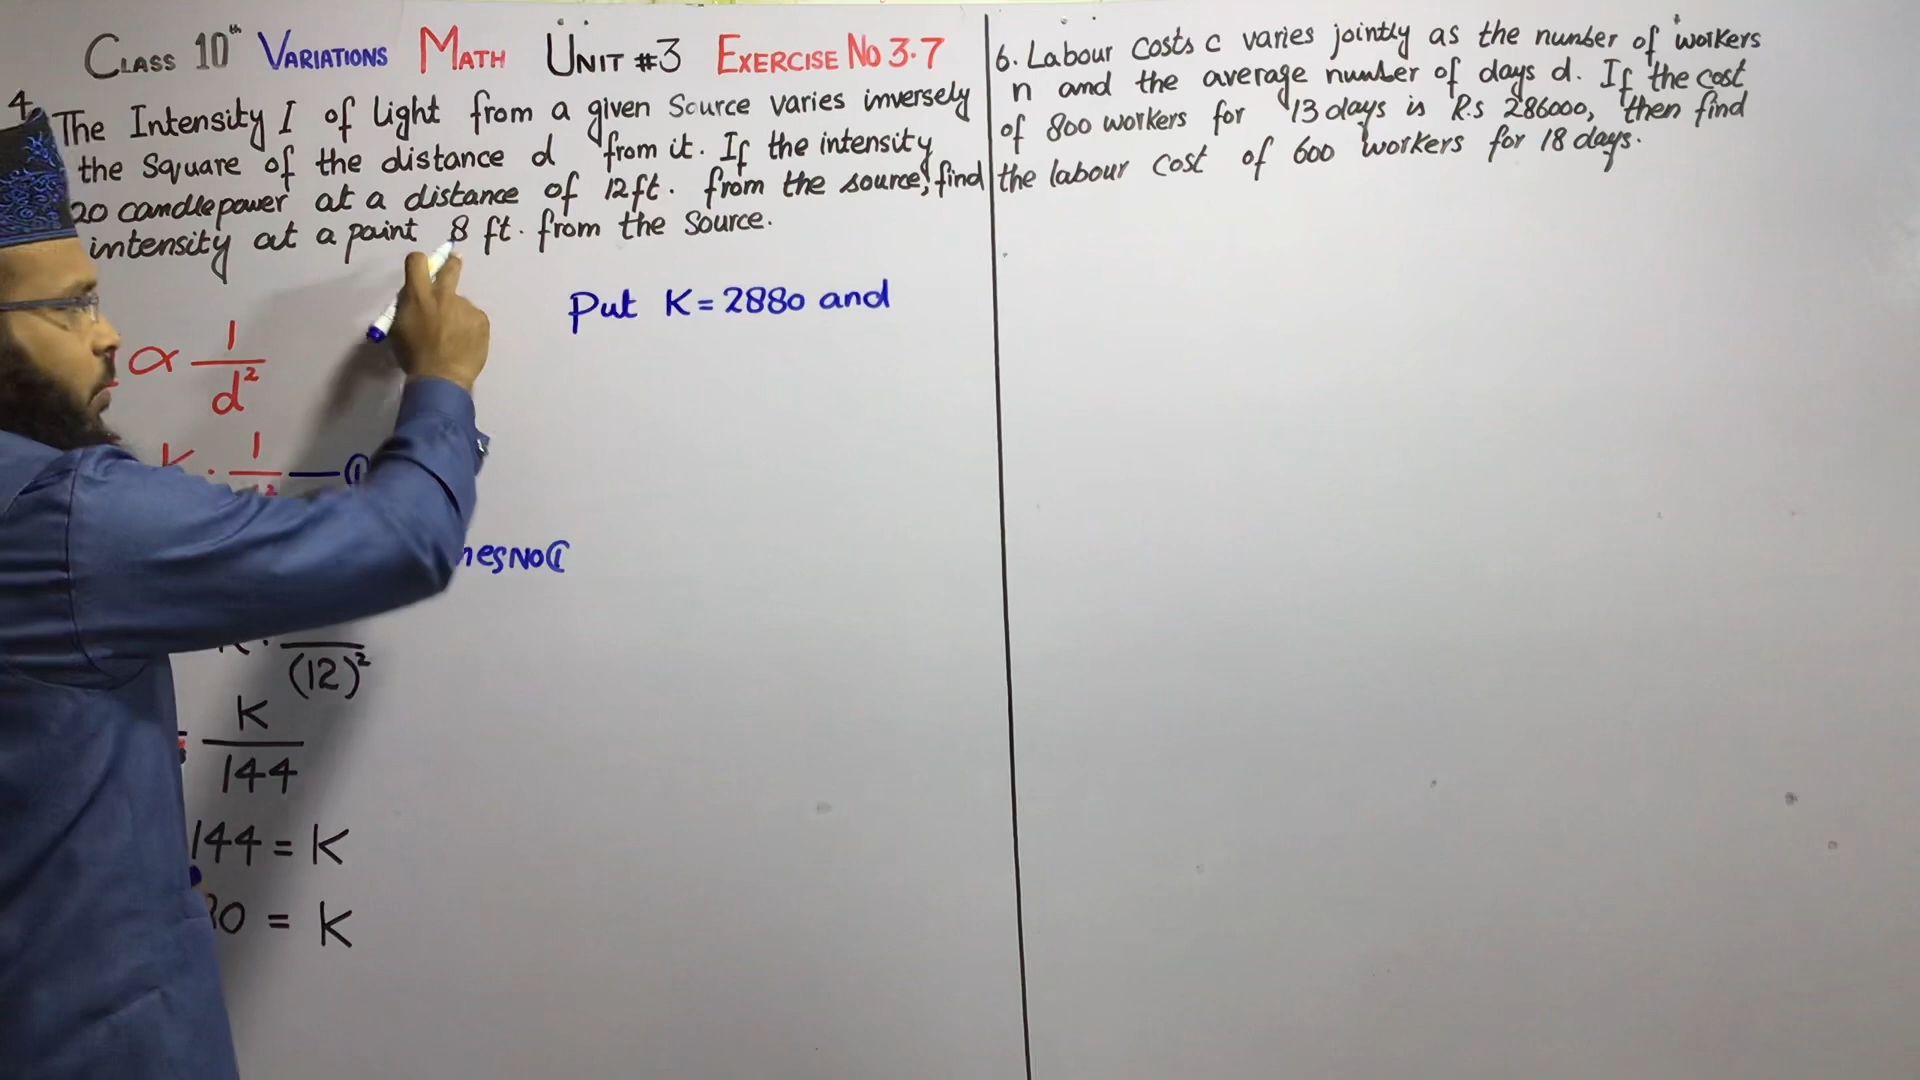 CLASS 10th VARIATIONS MATH UNIT #3 EXERCISE No 3.7
4.
The Intensity I of light from a given Source varies inversely
the Square of the distance d from it. If the intensity
20 candlepower at a distance of 12ft. from the source, find
intensity at a point 8 ft. from the Source.
∝ 1/d²
K · 1/ ² — ①
No ①
(12)²
= K/144
144 = K
80 = K
Put K = 2880 and
6. Labour Costs c varies jointly as the number of workers
n and the average number of days d. If the cost
of 800 workers for 13 days is R.s 286000, then find
the labour cost of 600 workers for 18 days.